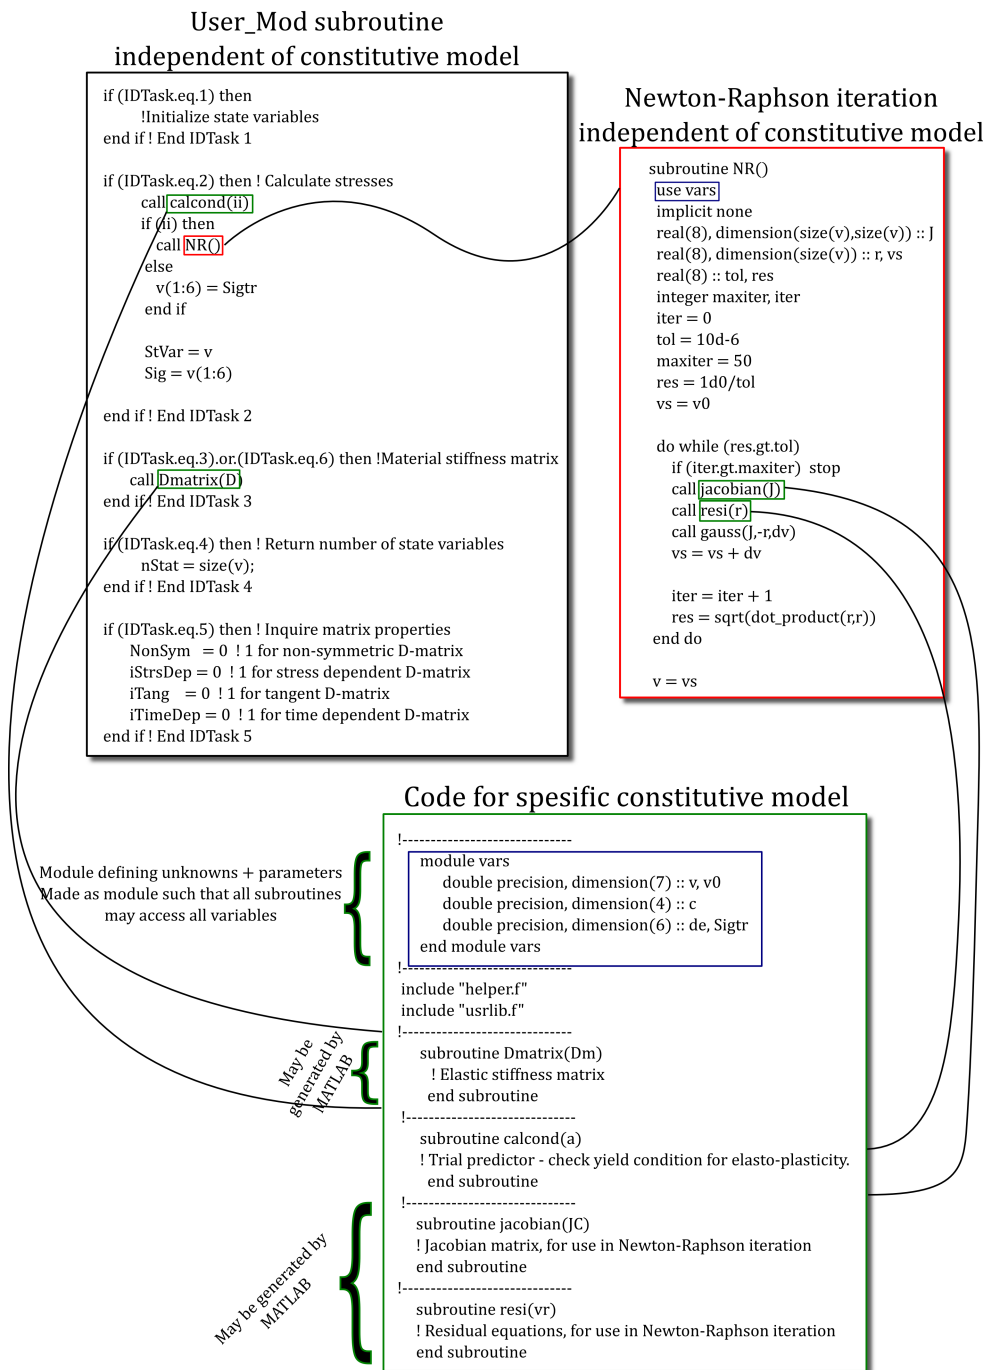 User_Mod subroutine
independent of constitutive model
if (IDTask.eq.1) then
!Initialize state variables
end if ! End IDTask 1
if (IDTask.eq.2) then ! Calculate stresses
call calcond(ii)
if (ii) then
call NR()
else
v(1:6) = Sigtr
end if
StVar = v
Sig = v(1:6)
end if ! End IDTask 2
if (IDTask.eq.3).or.(IDTask.eq.6) then !Material stiffness matrix
call Dmatrix(D)
end if ! End IDTask 3
if (IDTask.eq.4) then ! Return number of state variables
nStat = size(v);
end if ! End IDTask 4
if (IDTask.eq.5) then ! Inquire matrix properties
NonSym = 0 ! 1 for non-symmetric D-matrix
iStrsDep = 0 ! 1 for stress dependent D-matrix
iTang = 0 ! 1 for tangent D-matrix
iTimeDep = 0 ! 1 for time dependent D-matrix
end if ! End IDTask 5
Newton-Raphson iteration
independent of constitutive model
subroutine NR()
use vars
implicit none
real(8), dimension(size(v),size(v)) :: J
real(8), dimension(size(v)) :: r, vs
real(8) :: tol, res
integer maxiter, iter
iter = 0
tol = 10d-6
maxiter = 50
res = 1d0/tol
vs = v0
do while (res.gt.tol)
if (iter.gt.maxiter) stop
call jacobian(J)
call resi(r)
call gauss(J,-r,dv)
vs = vs + dv
iter = iter + 1
res = sqrt(dot_product(r,r))
end do
v = vs
Code for spesific constitutive model
!------------------------------
module vars
double precision, dimension(7) :: v, v0
double precision, dimension(4) :: c
double precision, dimension(6) :: de, Sigtr
end module vars
!------------------------------
include "helper.f"
include "usrlib.f"
!------------------------------
subroutine Dmatrix(Dm)
! Elastic stiffness matrix
end subroutine
!------------------------------
subroutine calcond(a)
! Trial predictor - check yield condition for elasto-plasticity.
end subroutine
!------------------------------
subroutine jacobian(JC)
! Jacobian matrix, for use in Newton-Raphson iteration
end subroutine
!------------------------------
subroutine resi(vr)
! Residual equations, for use in Newton-Raphson iteration
end subroutine
Module defining unknowns + parameters
Made as module such that all subroutines
may access all variables
May be
generated by
MATLAB
May be generated by
MATLAB